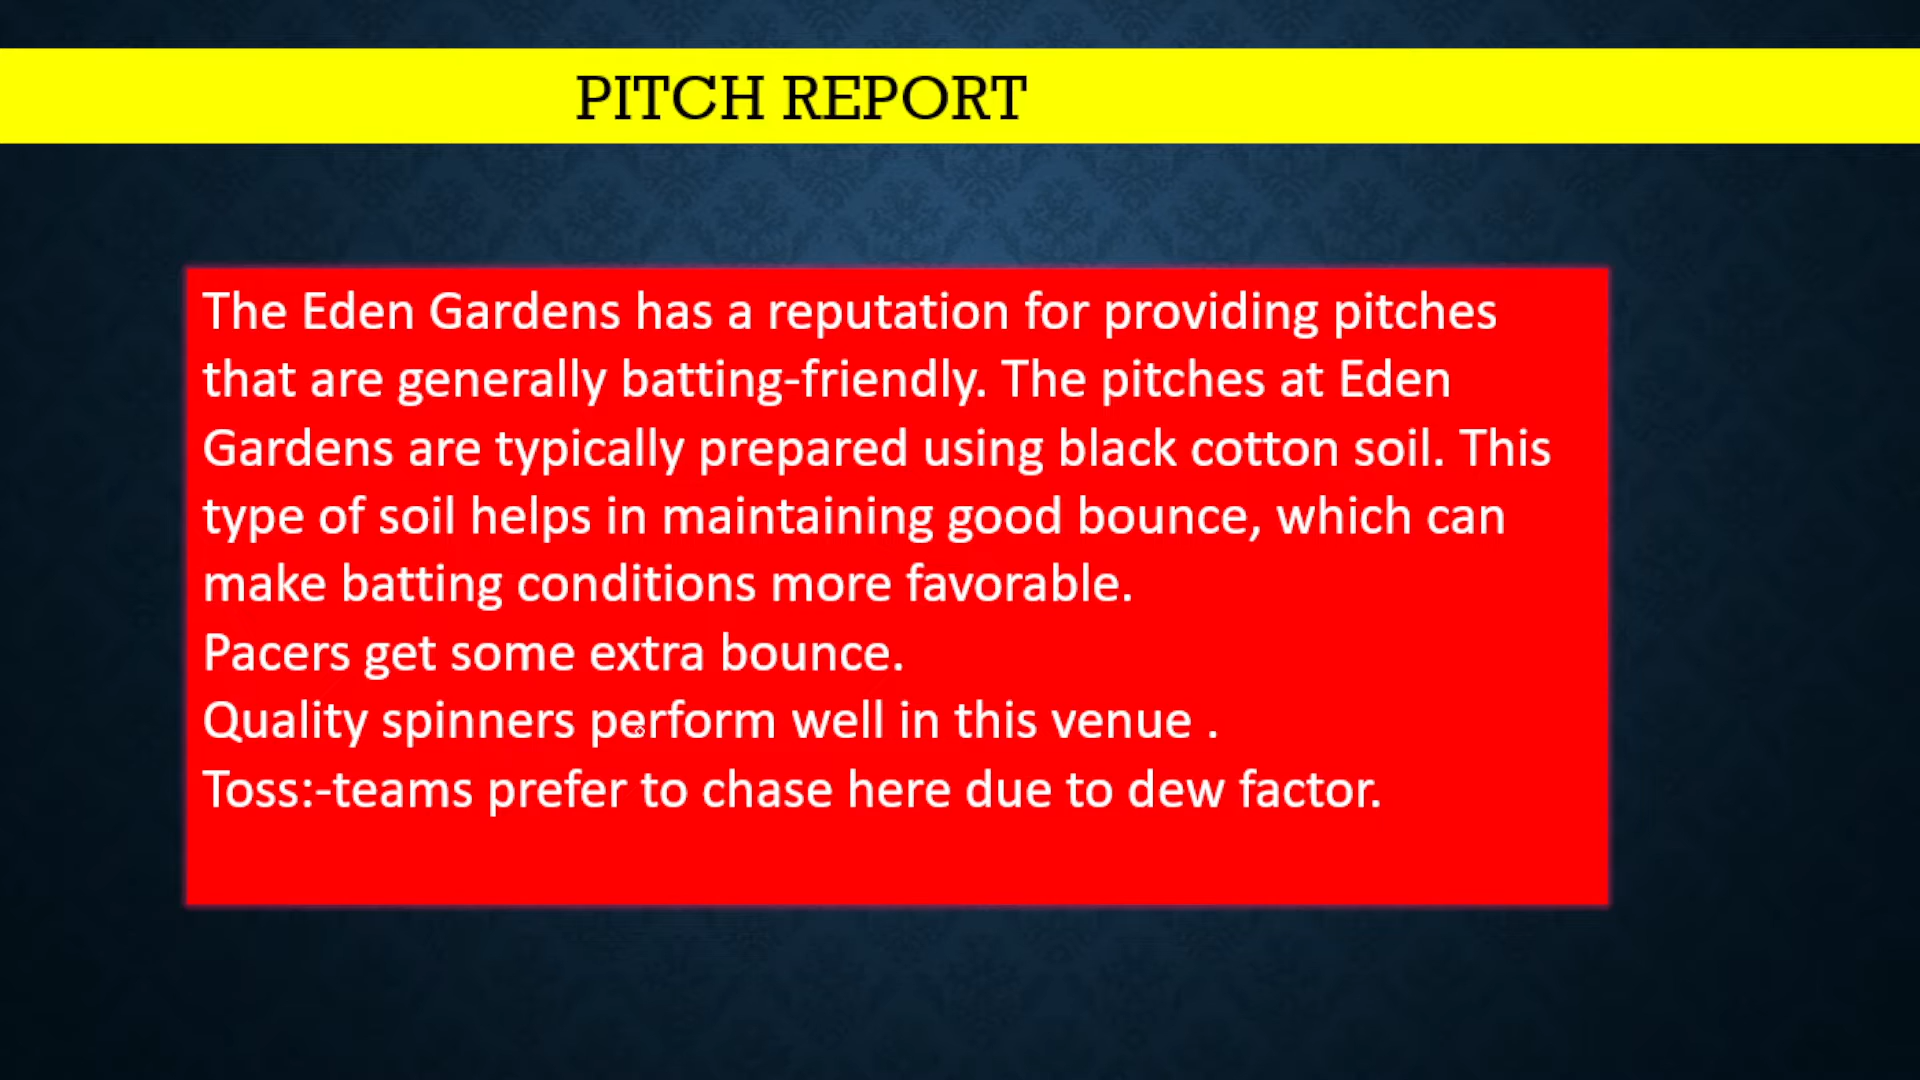 PITCH REPORT
The Eden Gardens has a reputation for providing pitches
that are generally batting-friendly. The pitches at Eden
Gardens are typically prepared using black cotton soil. This
type of soil helps in maintaining good bounce, which can
make batting conditions more favorable.
Pacers get some extra bounce.
Quality spinners perform well in this venue .
Toss:-teams prefer to chase here due to dew factor.